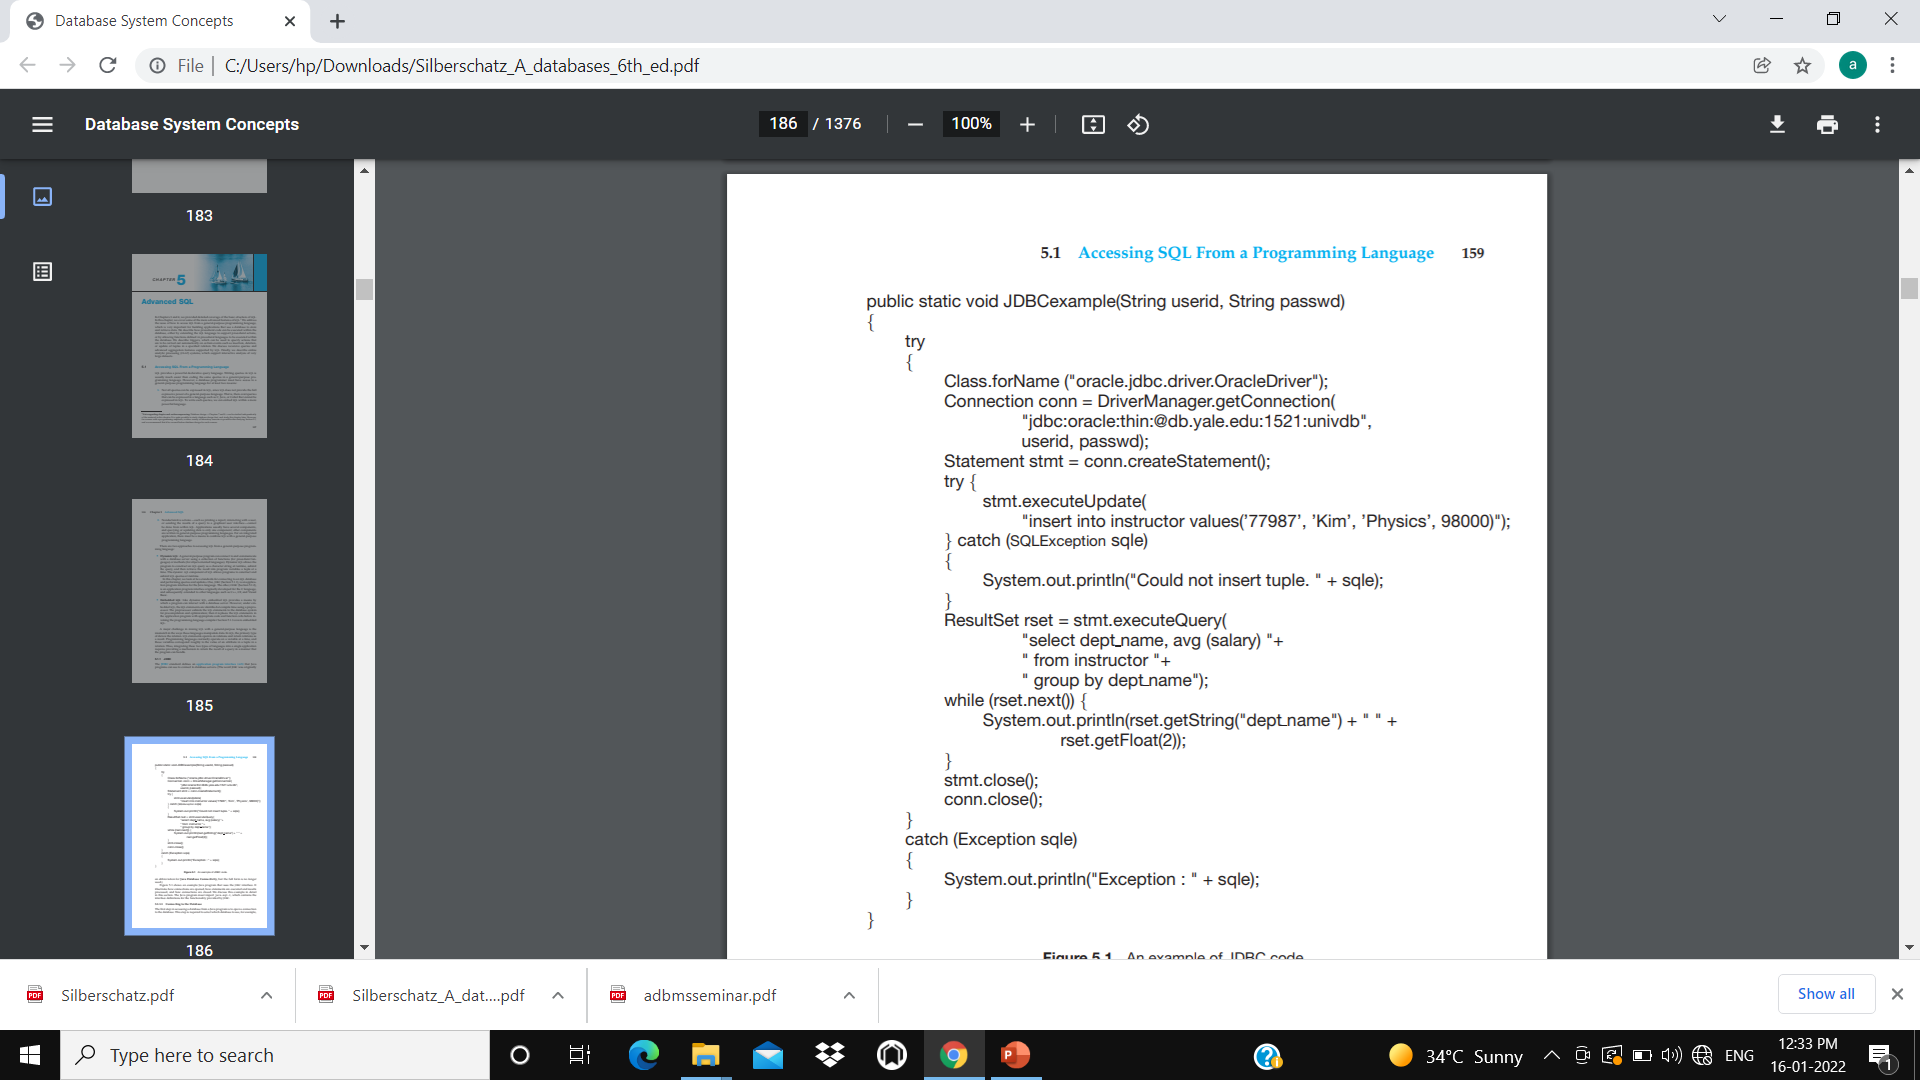 Database System Concepts
File
C:/Users/hp/Downloads/Silberschatz_A_databases_6th_ed.pdf
a
Database System Concepts
186 / 1376
100%
183
CHAPTER 5
Advanced SQL
184
185
186
5.1 Accessing SQL From a Programming Language 159
public static void JDBCexample(String userid, String passwd)
{
try
{
Class.forName ("oracle.jdbc.driver.OracleDriver");
Connection conn = DriverManager.getConnection(
"jdbc:oracle:thin:@db.yale.edu:1521:univdb",
userid, passwd);
Statement stmt = conn.createStatement();
try {
stmt.executeUpdate(
"insert into instructor values(’77987’, ’Kim’, ’Physics’, 98000)");
} catch (SQLException sqle)
{
System.out.println("Could not insert tuple. " + sqle);
}
ResultSet rset = stmt.executeQuery(
"select dept_name, avg (salary) "+
" from instructor "+
" group by dept_name");
while (rset.next()) {
System.out.println(rset.getString("dept_name") + " " +
rset.getFloat(2));
}
stmt.close();
conn.close();
}
catch (Exception sqle)
{
System.out.println("Exception : " + sqle);
}
}
Figure 5.1 An example of JDBC code.
Silberschatz.pdf
Silberschatz_A_dat....pdf
adbmsseminar.pdf
Show all
Type here to search
34°C Sunny
ENG
12:33 PM
16-01-2022
1